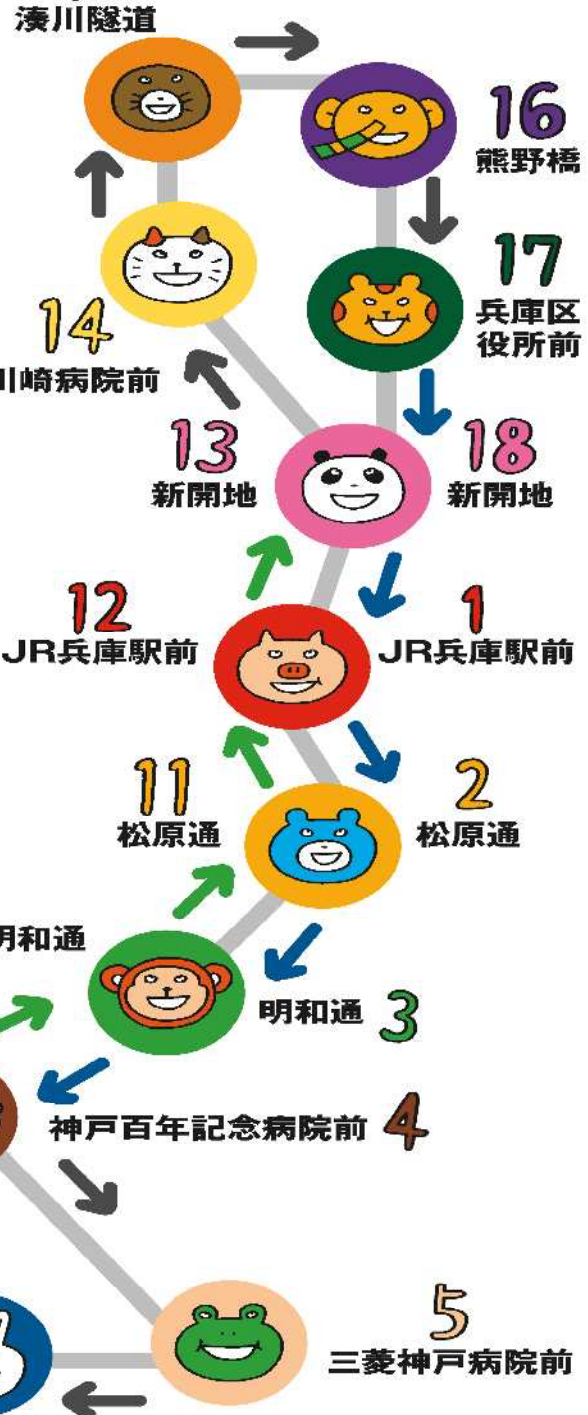 湊川隧道
16
熊野橋
17
兵庫区
役所前
14
川崎病院前
13
新開地
18
新開地
12
JR兵庫駅前
1
JR兵庫駅前
11
松原通
2
松原通
明和通
明和通 3
神戸百年記念病院前 4
5
三菱神戸病院前